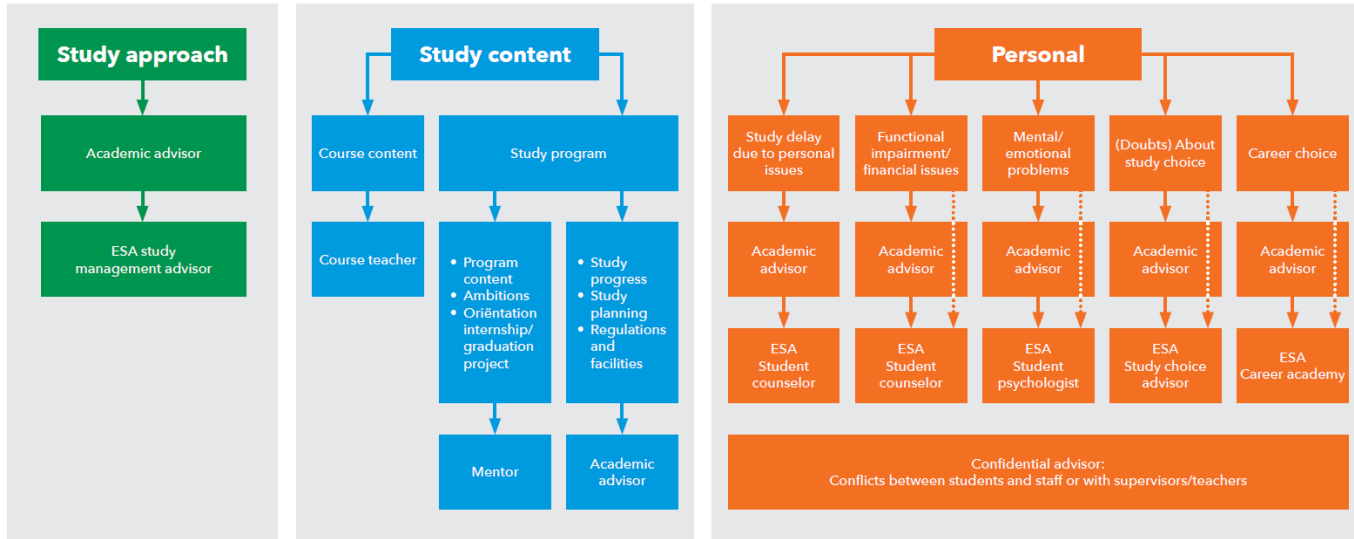 Study approach
Academic advisor
ESA study
management advisor
Study content
Course content
Study program
Course teacher
• Program
content
• Ambitions
• Oriëntation
internship/
graduation
project
• Study
progress
• Study
planning
• Regulations
and
facilities
Mentor
Academic
advisor
Personal
Study delay
due to personal
issues
Functional
impairment/
financial issues
Mental/
emotional
problems
(Doubts) About
study choice
Career choice
Academic
advisor
Academic
advisor
Academic
advisor
Academic
advisor
Academic
advisor
ESA
Student
counselor
ESA
Student
counselor
ESA
Student
psychologist
ESA
Study choice
advisor
ESA
Career academy
Confidential advisor:
Conflicts between students and staff or with supervisors/teachers